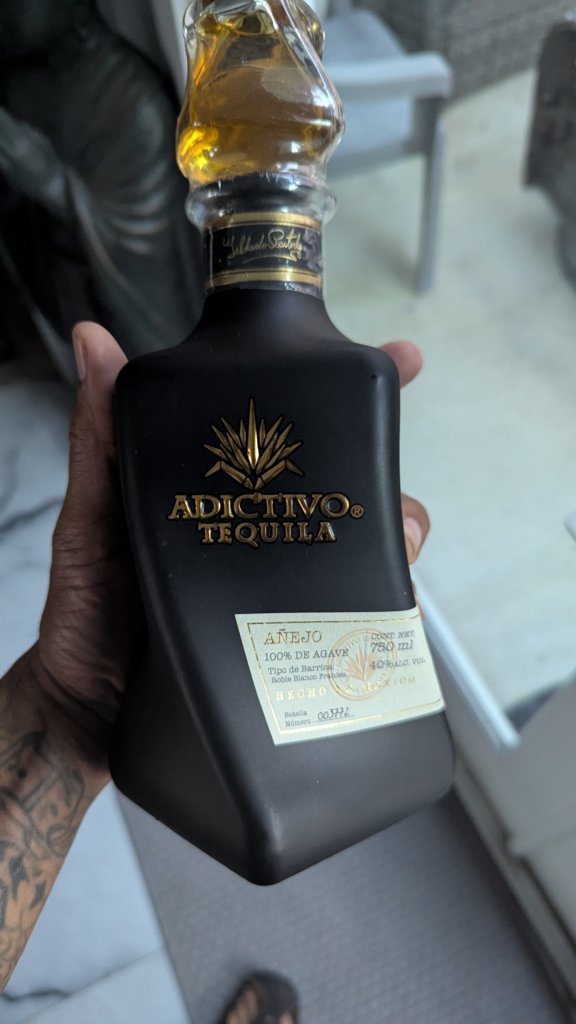 ADICTIVO®
TEQUILA
AÑEJO
100% DE AGAVE
Tipo de Barrica
Roble Blanco Francés
HECHO EN MÉXICO
CONT. NET.
750 ml
40% ALC. VOL.
Botella
Número 003772